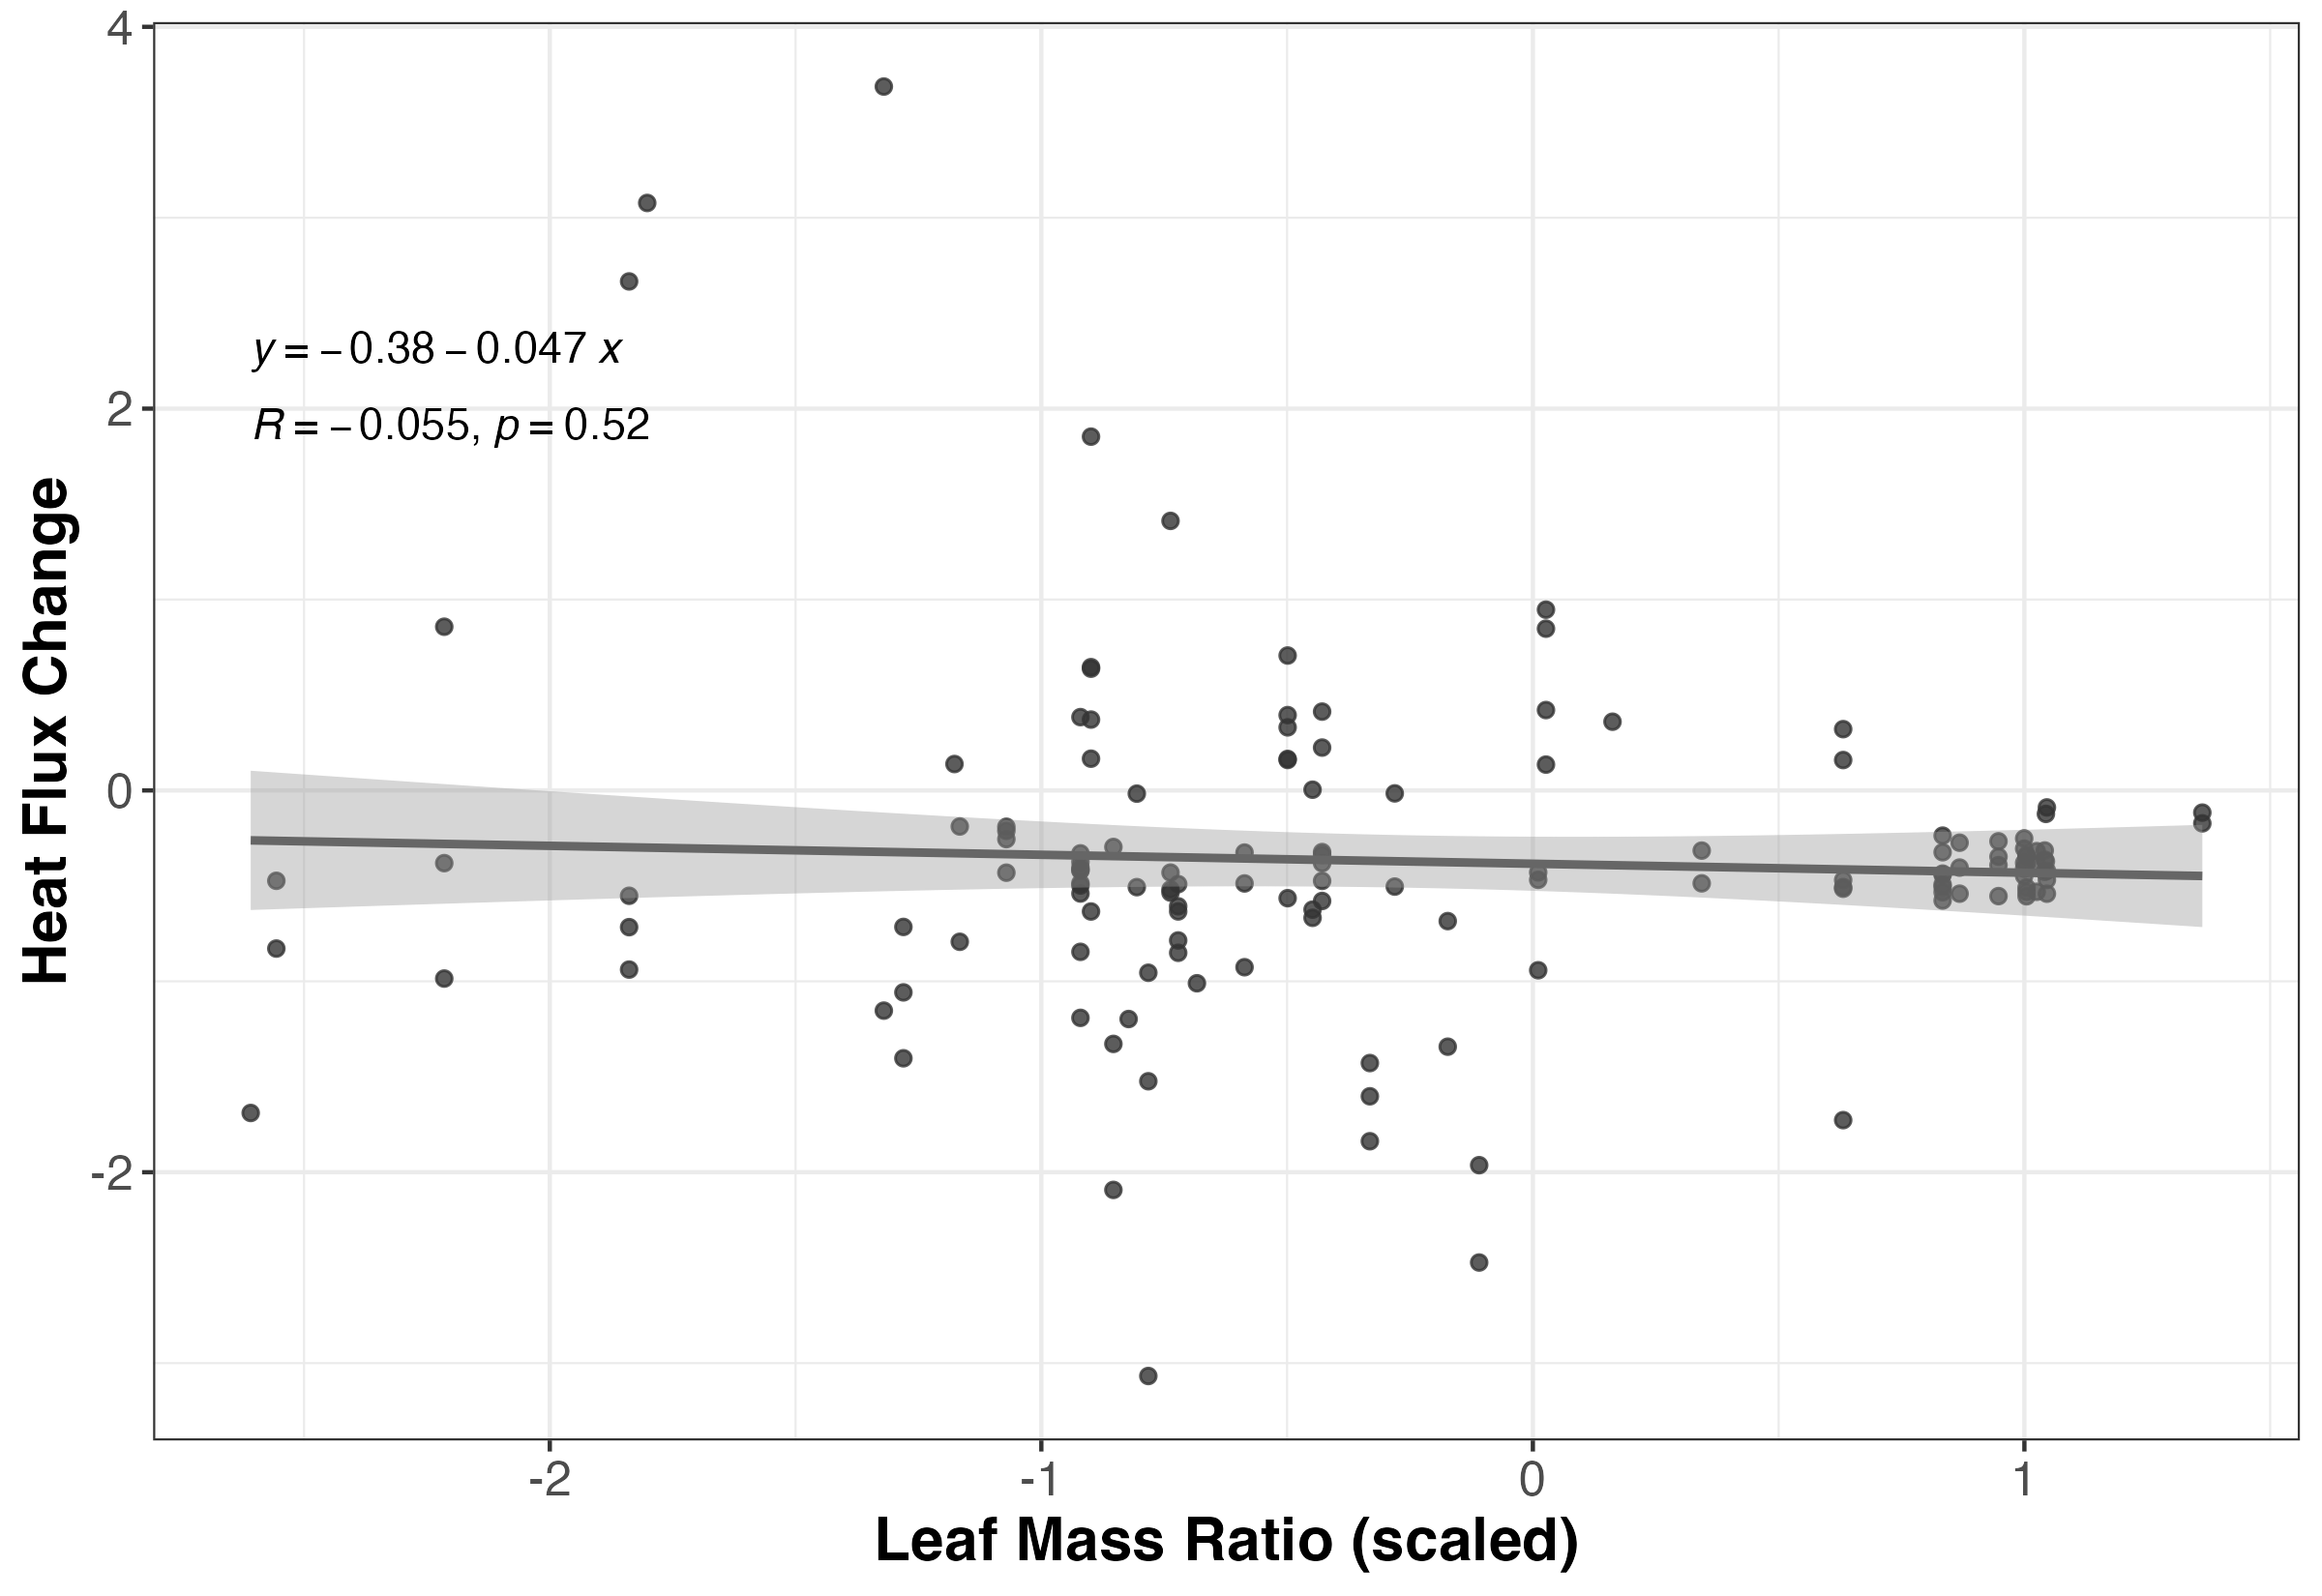 4
y = −0.38 − 0.047 x
R = −0.055, p = 0.52
2
0
-2
Heat Flux Change
-2 -1 0 1
Leaf Mass Ratio (scaled)